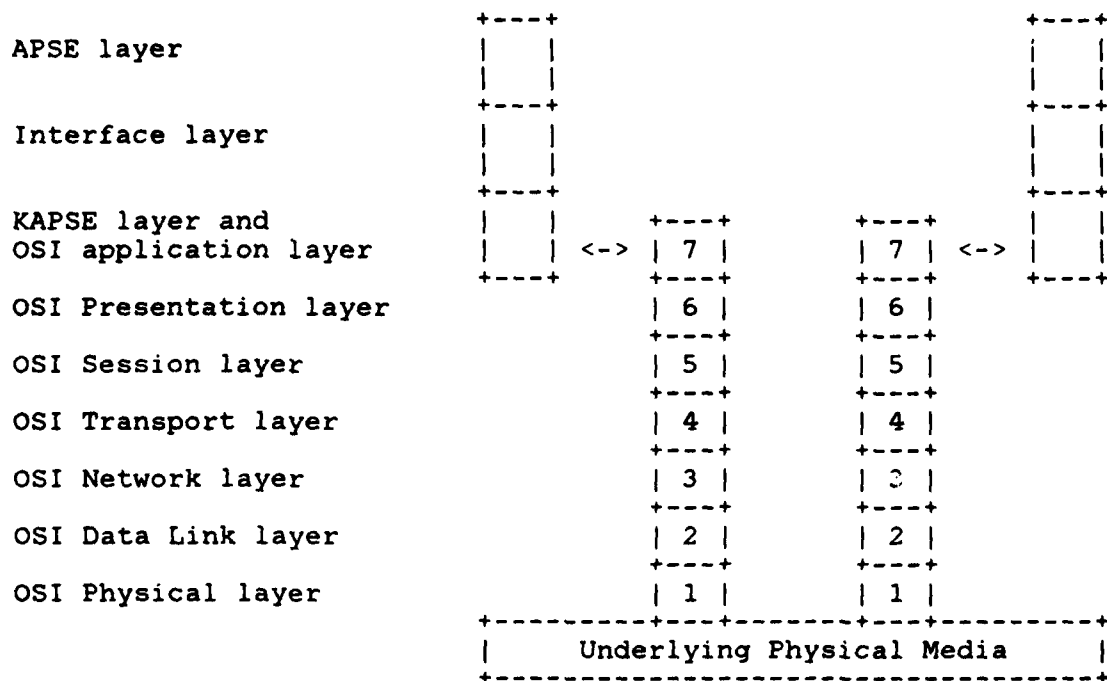 APSE layer
Interface layer
KAPSE layer and
OSI application layer <-> 7 7 <->
OSI Presentation layer 6 6
OSI Session layer 5 5
OSI Transport layer 4 4
OSI Network layer 3
OSI Data Link layer 2 2
OSI Physical layer 1 1
Underlying Physical Media